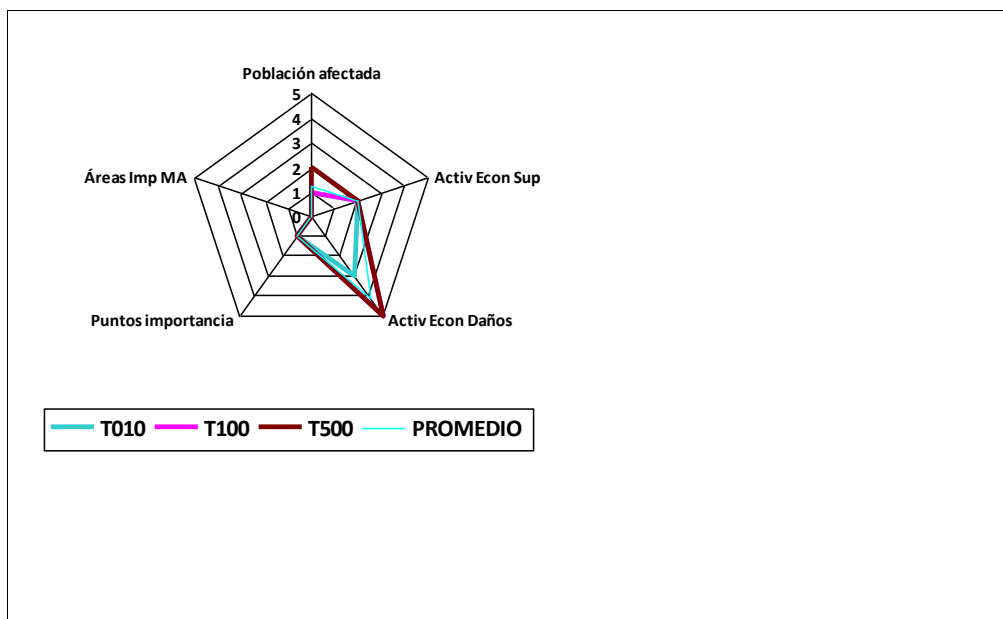 Población afectada
5
4
3
2
1
0
Áreas Imp MA
Activ Econ Sup
Puntos importancia
Activ Econ Daños
T010 T100 T500 PROMEDIO